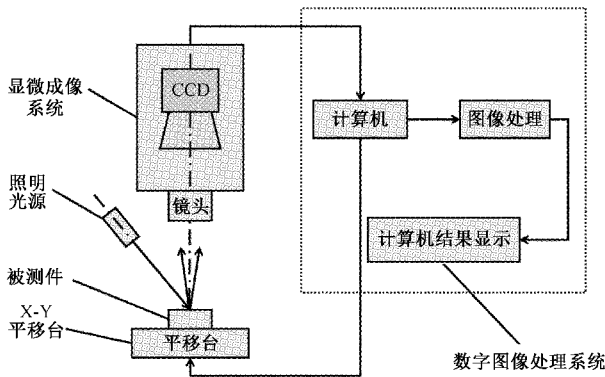 显微成像
系统
CCD
镜头
照明
光源
被测件
X-Y
平移台
平移台
计算机
图像处理
计算机结果显示
数字图像处理系统